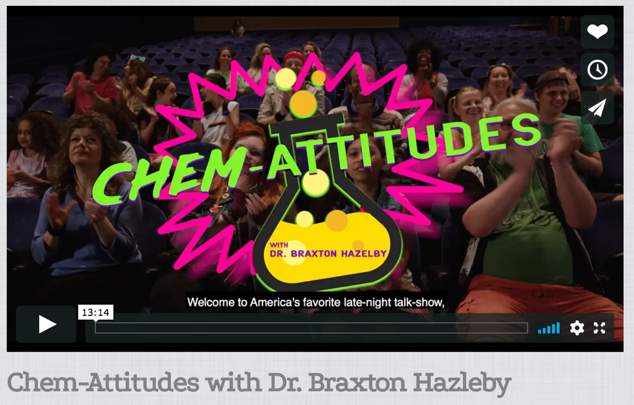 CHEM-ATTITUDES
WITH
DR. BRAXTON HAZELBY
Welcome to America's favorite late-night talk-show,
13:14
Chem-Attitudes with Dr. Braxton Hazleby